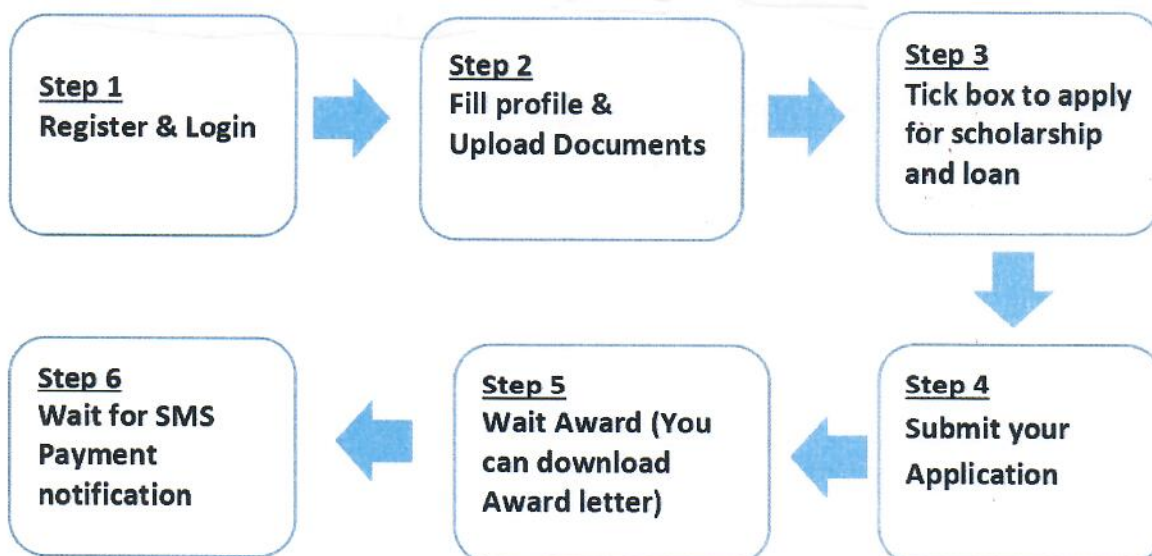 Step 1
Register & Login
Step 2
Fill profile &
Upload Documents
Step 3
Tick box to apply
for scholarship
and loan
Step 4
Submit your
Application
Step 5
Wait Award (You
can download
Award letter)
Step 6
Wait for SMS
Payment
notification